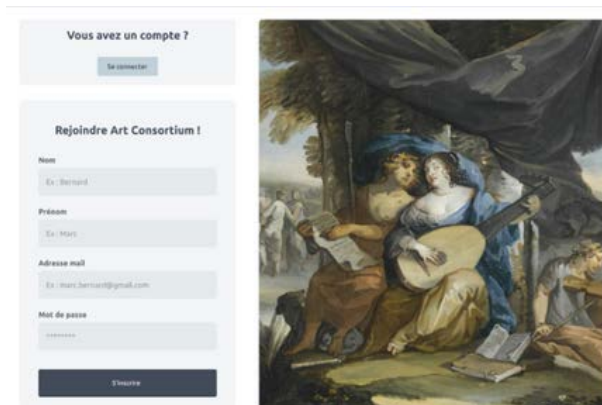 Vous avez un compte ?
Se connecter
Rejoindre Art Consortium !
Nom
Ex : Bernard
Prénom
Ex : Marc
Adresse mail
Ex : marc.bernard@gmail.com
Mot de passe
********
S'inscrire